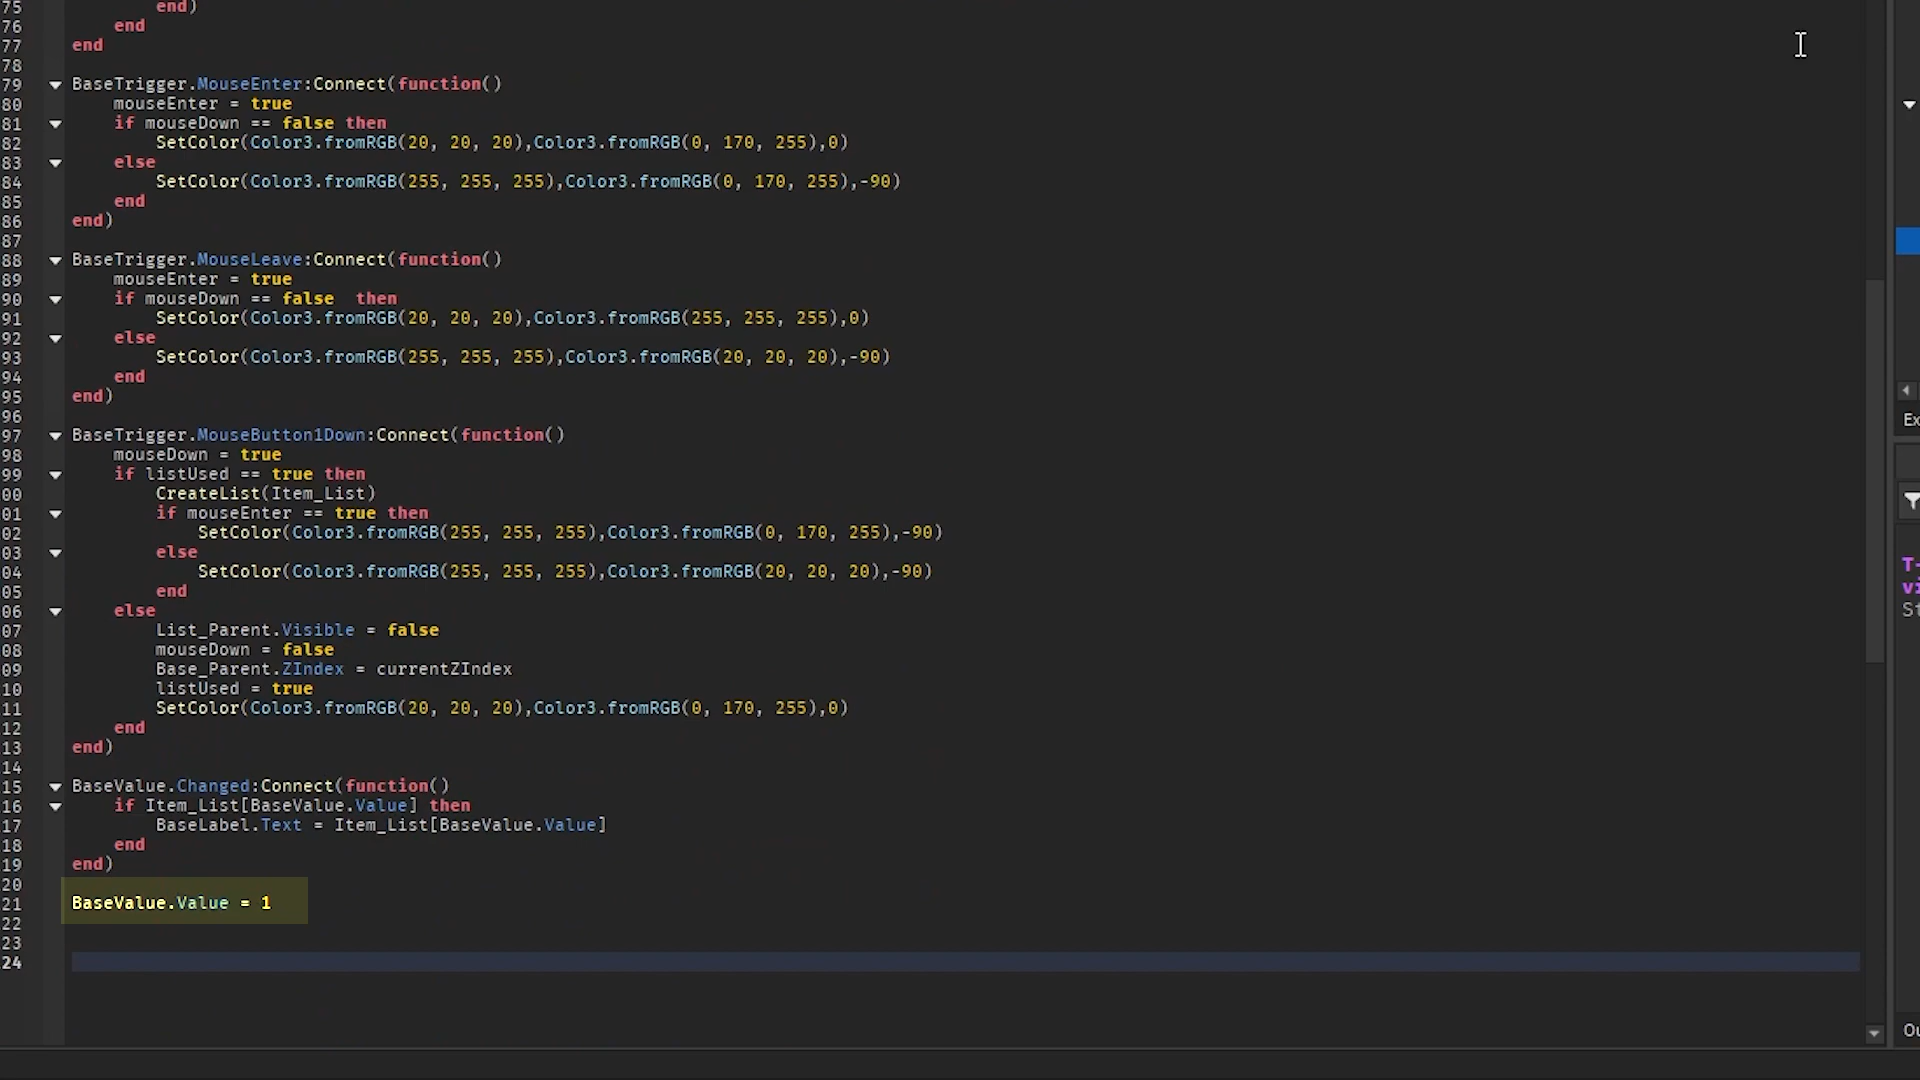 75 end)
76 end
77 end
78
79 BaseTrigger.MouseEnter:Connect(function()
80 mouseEnter = true
81 if mouseDown == false then
82 SetColor(Color3.fromRGB(20, 20, 20),Color3.fromRGB(0, 170, 255),0)
83 else
84 SetColor(Color3.fromRGB(255, 255, 255),Color3.fromRGB(0, 170, 255),-90)
85 end
86 end)
87
88 BaseTrigger.MouseLeave:Connect(function()
89 mouseEnter = true
90 if mouseDown == false  then
91 SetColor(Color3.fromRGB(20, 20, 20),Color3.fromRGB(255, 255, 255),0)
92 else
93 SetColor(Color3.fromRGB(255, 255, 255),Color3.fromRGB(20, 20, 20),-90)
94 end
95 end)
96
97 BaseTrigger.MouseButton1Down:Connect(function()
98 mouseDown = true
99 if listUsed == true then
00 CreateList(Item_List)
01 if mouseEnter == true then
02 SetColor(Color3.fromRGB(255, 255, 255),Color3.fromRGB(0, 170, 255),-90)
03 else
04 SetColor(Color3.fromRGB(255, 255, 255),Color3.fromRGB(20, 20, 20),-90)
05 end
06 else
07 List_Parent.Visible = false
08 mouseDown = false
09 Base_Parent.ZIndex = currentZIndex
10 listUsed = true
11 SetColor(Color3.fromRGB(20, 20, 20),Color3.fromRGB(0, 170, 255),0)
12 end
13 end)
14
15 BaseValue.Changed:Connect(function()
16 if Item_List[BaseValue.Value] then
17 BaseLabel.Text = Item_List[BaseValue.Value]
18 end
19 end)
20
21 BaseValue.Value = 1
22
23
24
Ex
T-
vi
St
Ou